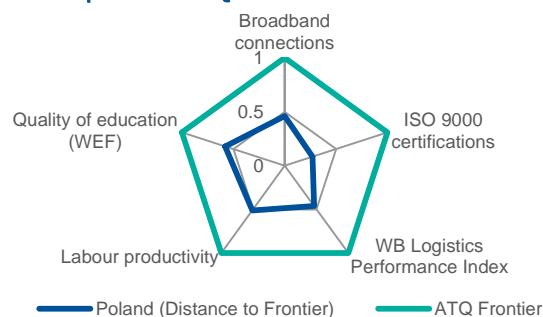 Broadband
connections
1
0.5
0
ISO 9000
certifications
Quality of education
(WEF)
Labour productivity
WB Logistics
Performance Index
Poland (Distance to Frontier)
ATQ Frontier